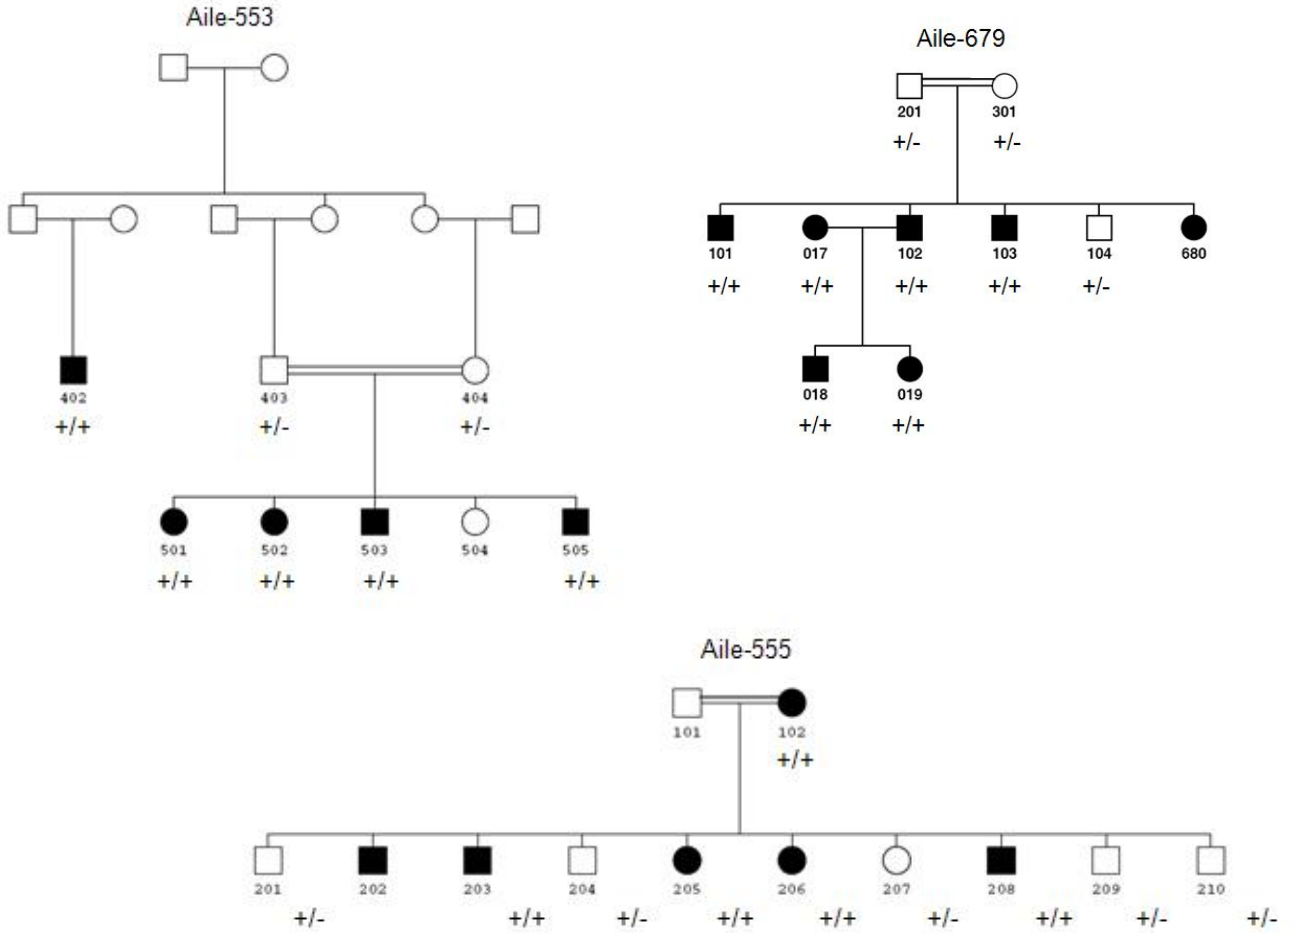 Aile-553
402 403 404
+/+ +/- +/-
501 502 503 504 505
+/+ +/+ +/+ +/+
Aile-679
201 301
+/- +/-
101 017 102 103 104 680
+/+ +/+ +/+ +/+ +/-
018 019
+/+ +/+
Aile-555
101 102
+/+
201 202 203 204 205 206 207 208 209 210
+/- +/+ +/- +/+ +/+ +/- +/+ +/- +/-